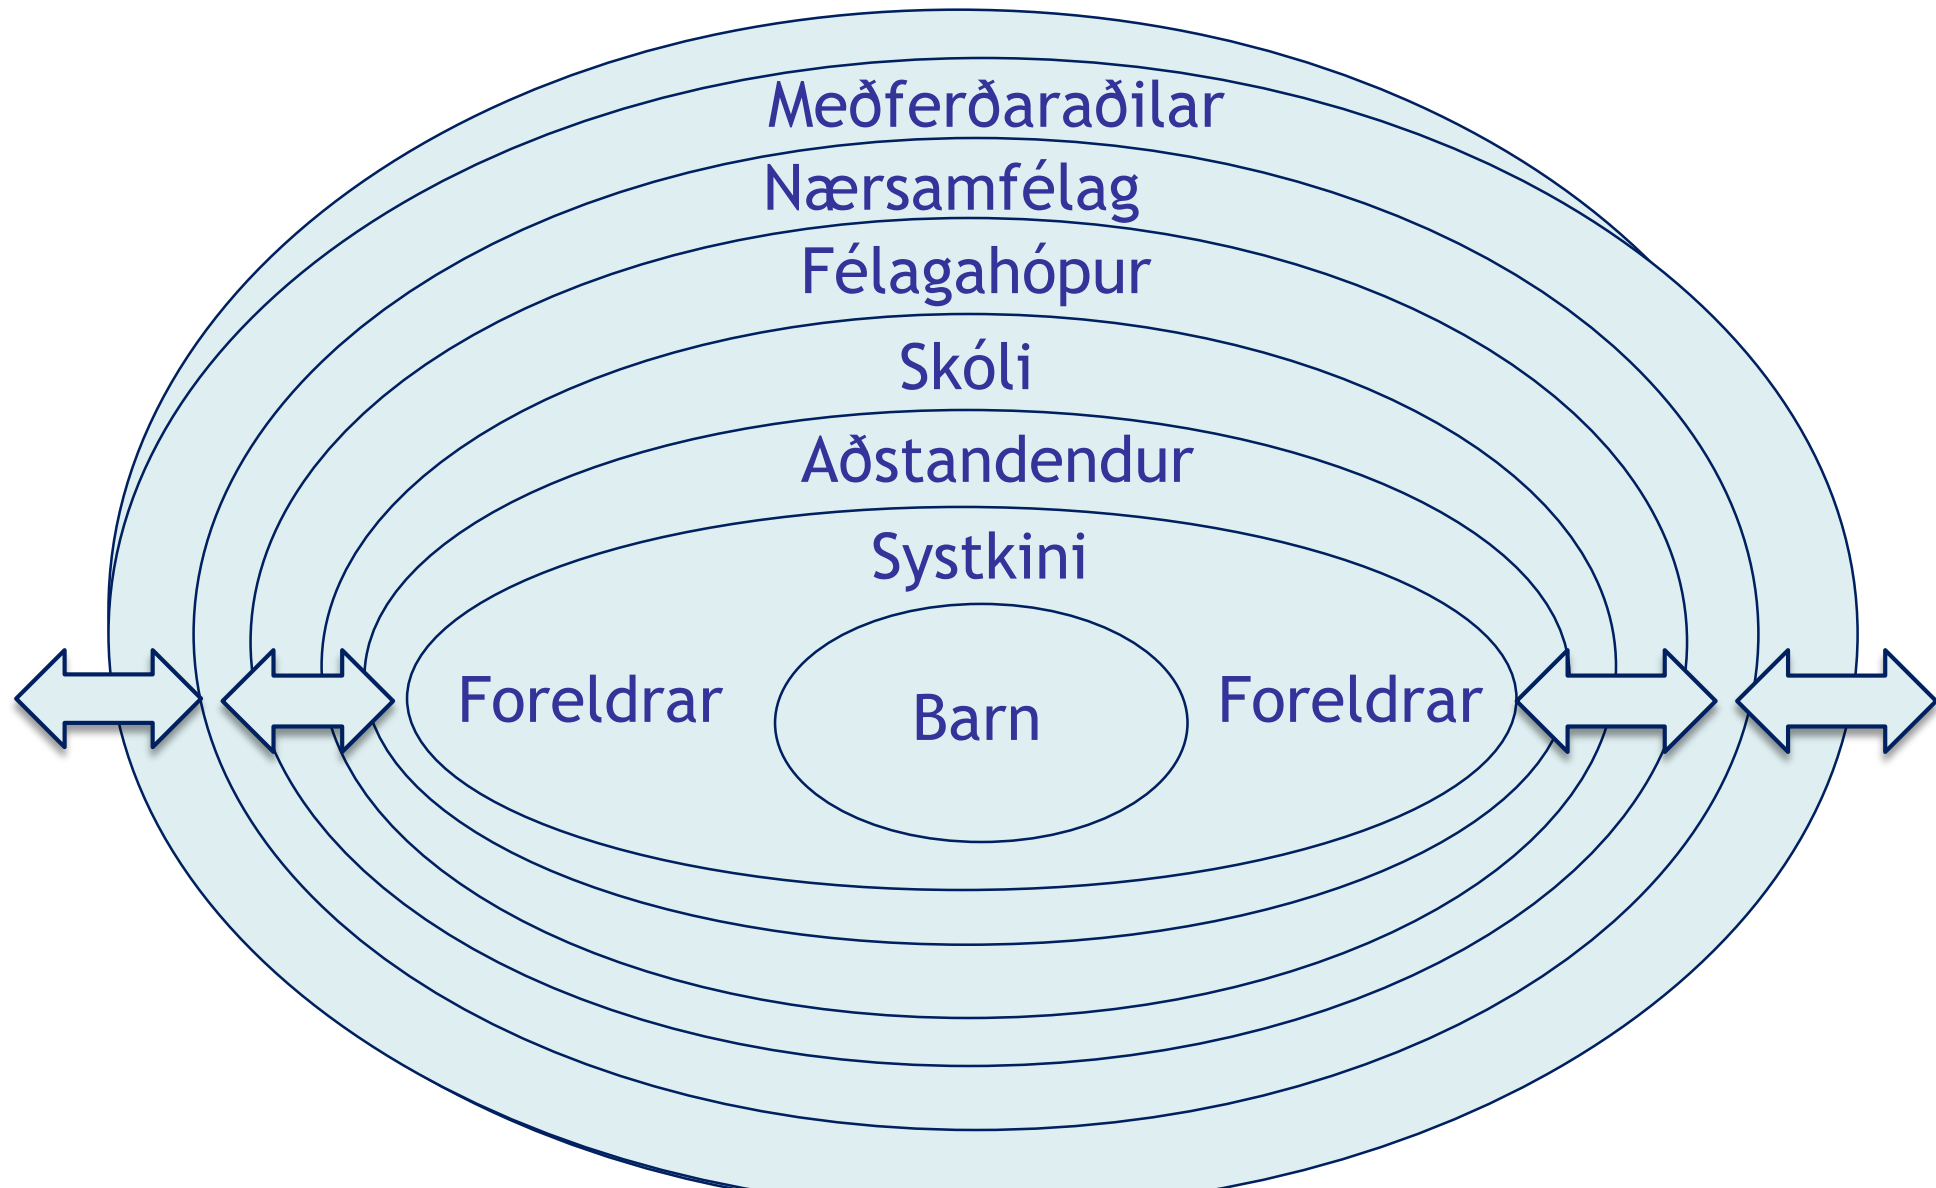 Meðferðaraðilar
Nærsamfélag
Félagahópur
Skóli
Aðstandendur
Systkini
Foreldrar
Barn
Foreldrar